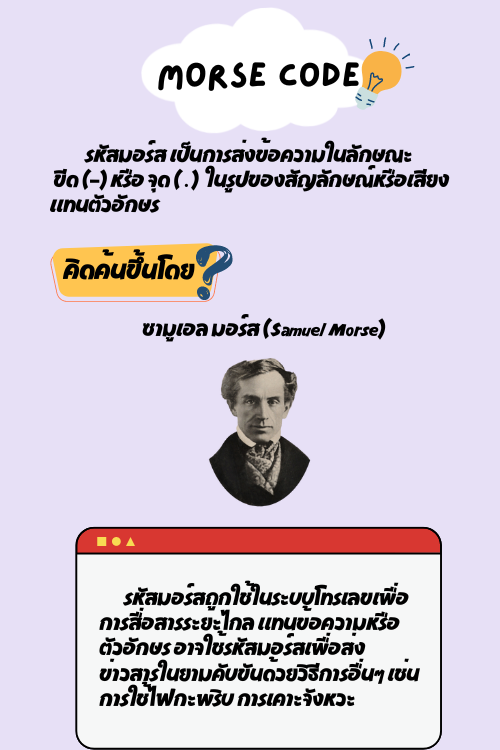 MORSE CODE
รหัสมอร์ส เป็นการส่งข้อความในลักษณะ
ขีด (-) หรือ จุด ( . ) ในรูปของสัญลักษณ์หรือเสียง
แทนตัวอักษร
คิดค้นขึ้นโดย ?
ซามูเอล มอร์ส (Samuel Morse)
รหัสมอร์สถูกใช้ในระบบโทรเลขเพื่อ
การสื่อสารระยะไกล แทนข้อความหรือ
ตัวอักษร อาจใช้รหัสมอร์สเพื่อส่ง
ข่าวสารในยามคับขันด้วยวิธีการอื่นๆ เช่น
การใช้ไฟกะพริบ การเคาะจังหวะ